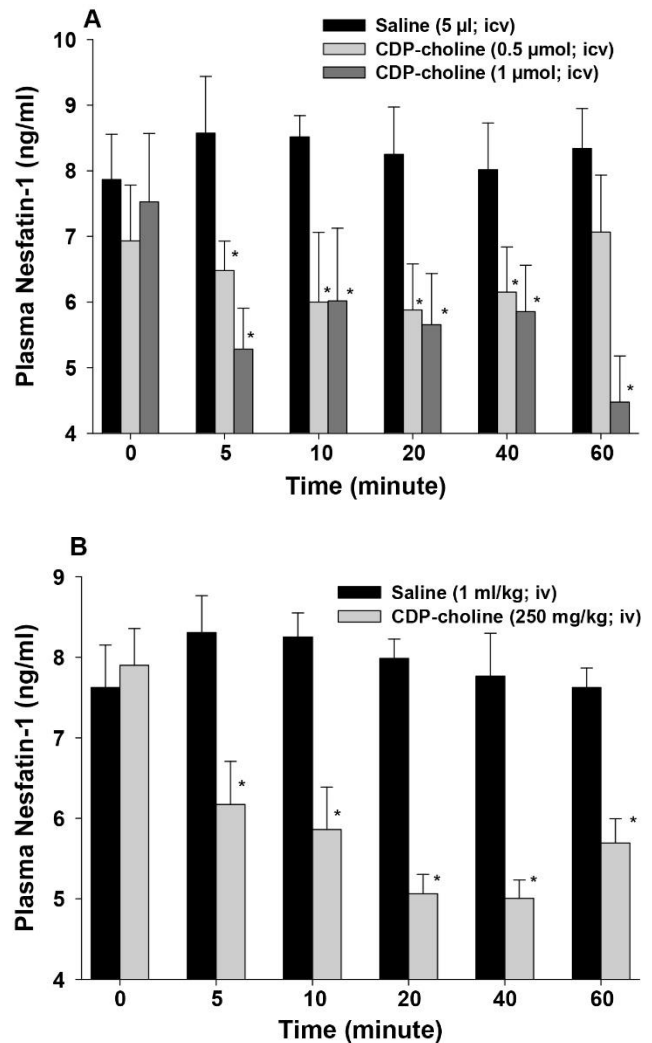 A
Saline (5 µl; icv)
CDP-choline (0.5 µmol; icv)
CDP-choline (1 µmol; icv)
Plasma Nesfatin-1 (ng/ml)
10
9
8
7
6
5
4
*
*
*
*
*
*
*
*
*
0 5 10 20 40 60
Time (minute)
B
Saline (1 ml/kg; iv)
CDP-choline (250 mg/kg; iv)
Plasma Nesfatin-1 (ng/ml)
9
8
7
6
5
4
*
*
*
*
*
0 5 10 20 40 60
Time (minute)